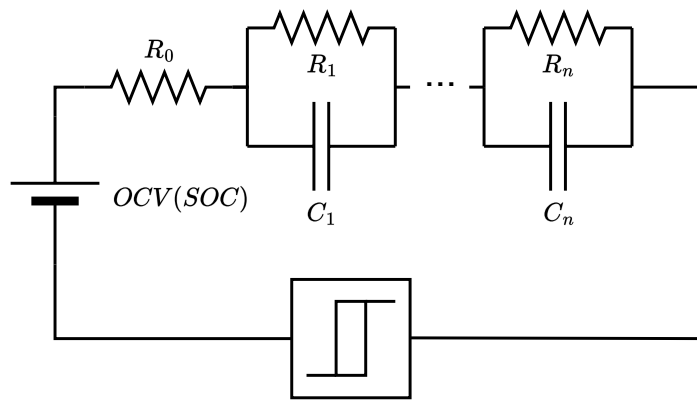 R₀
R₁
...
Rₙ
OCV(SOC)
C₁
Cₙ